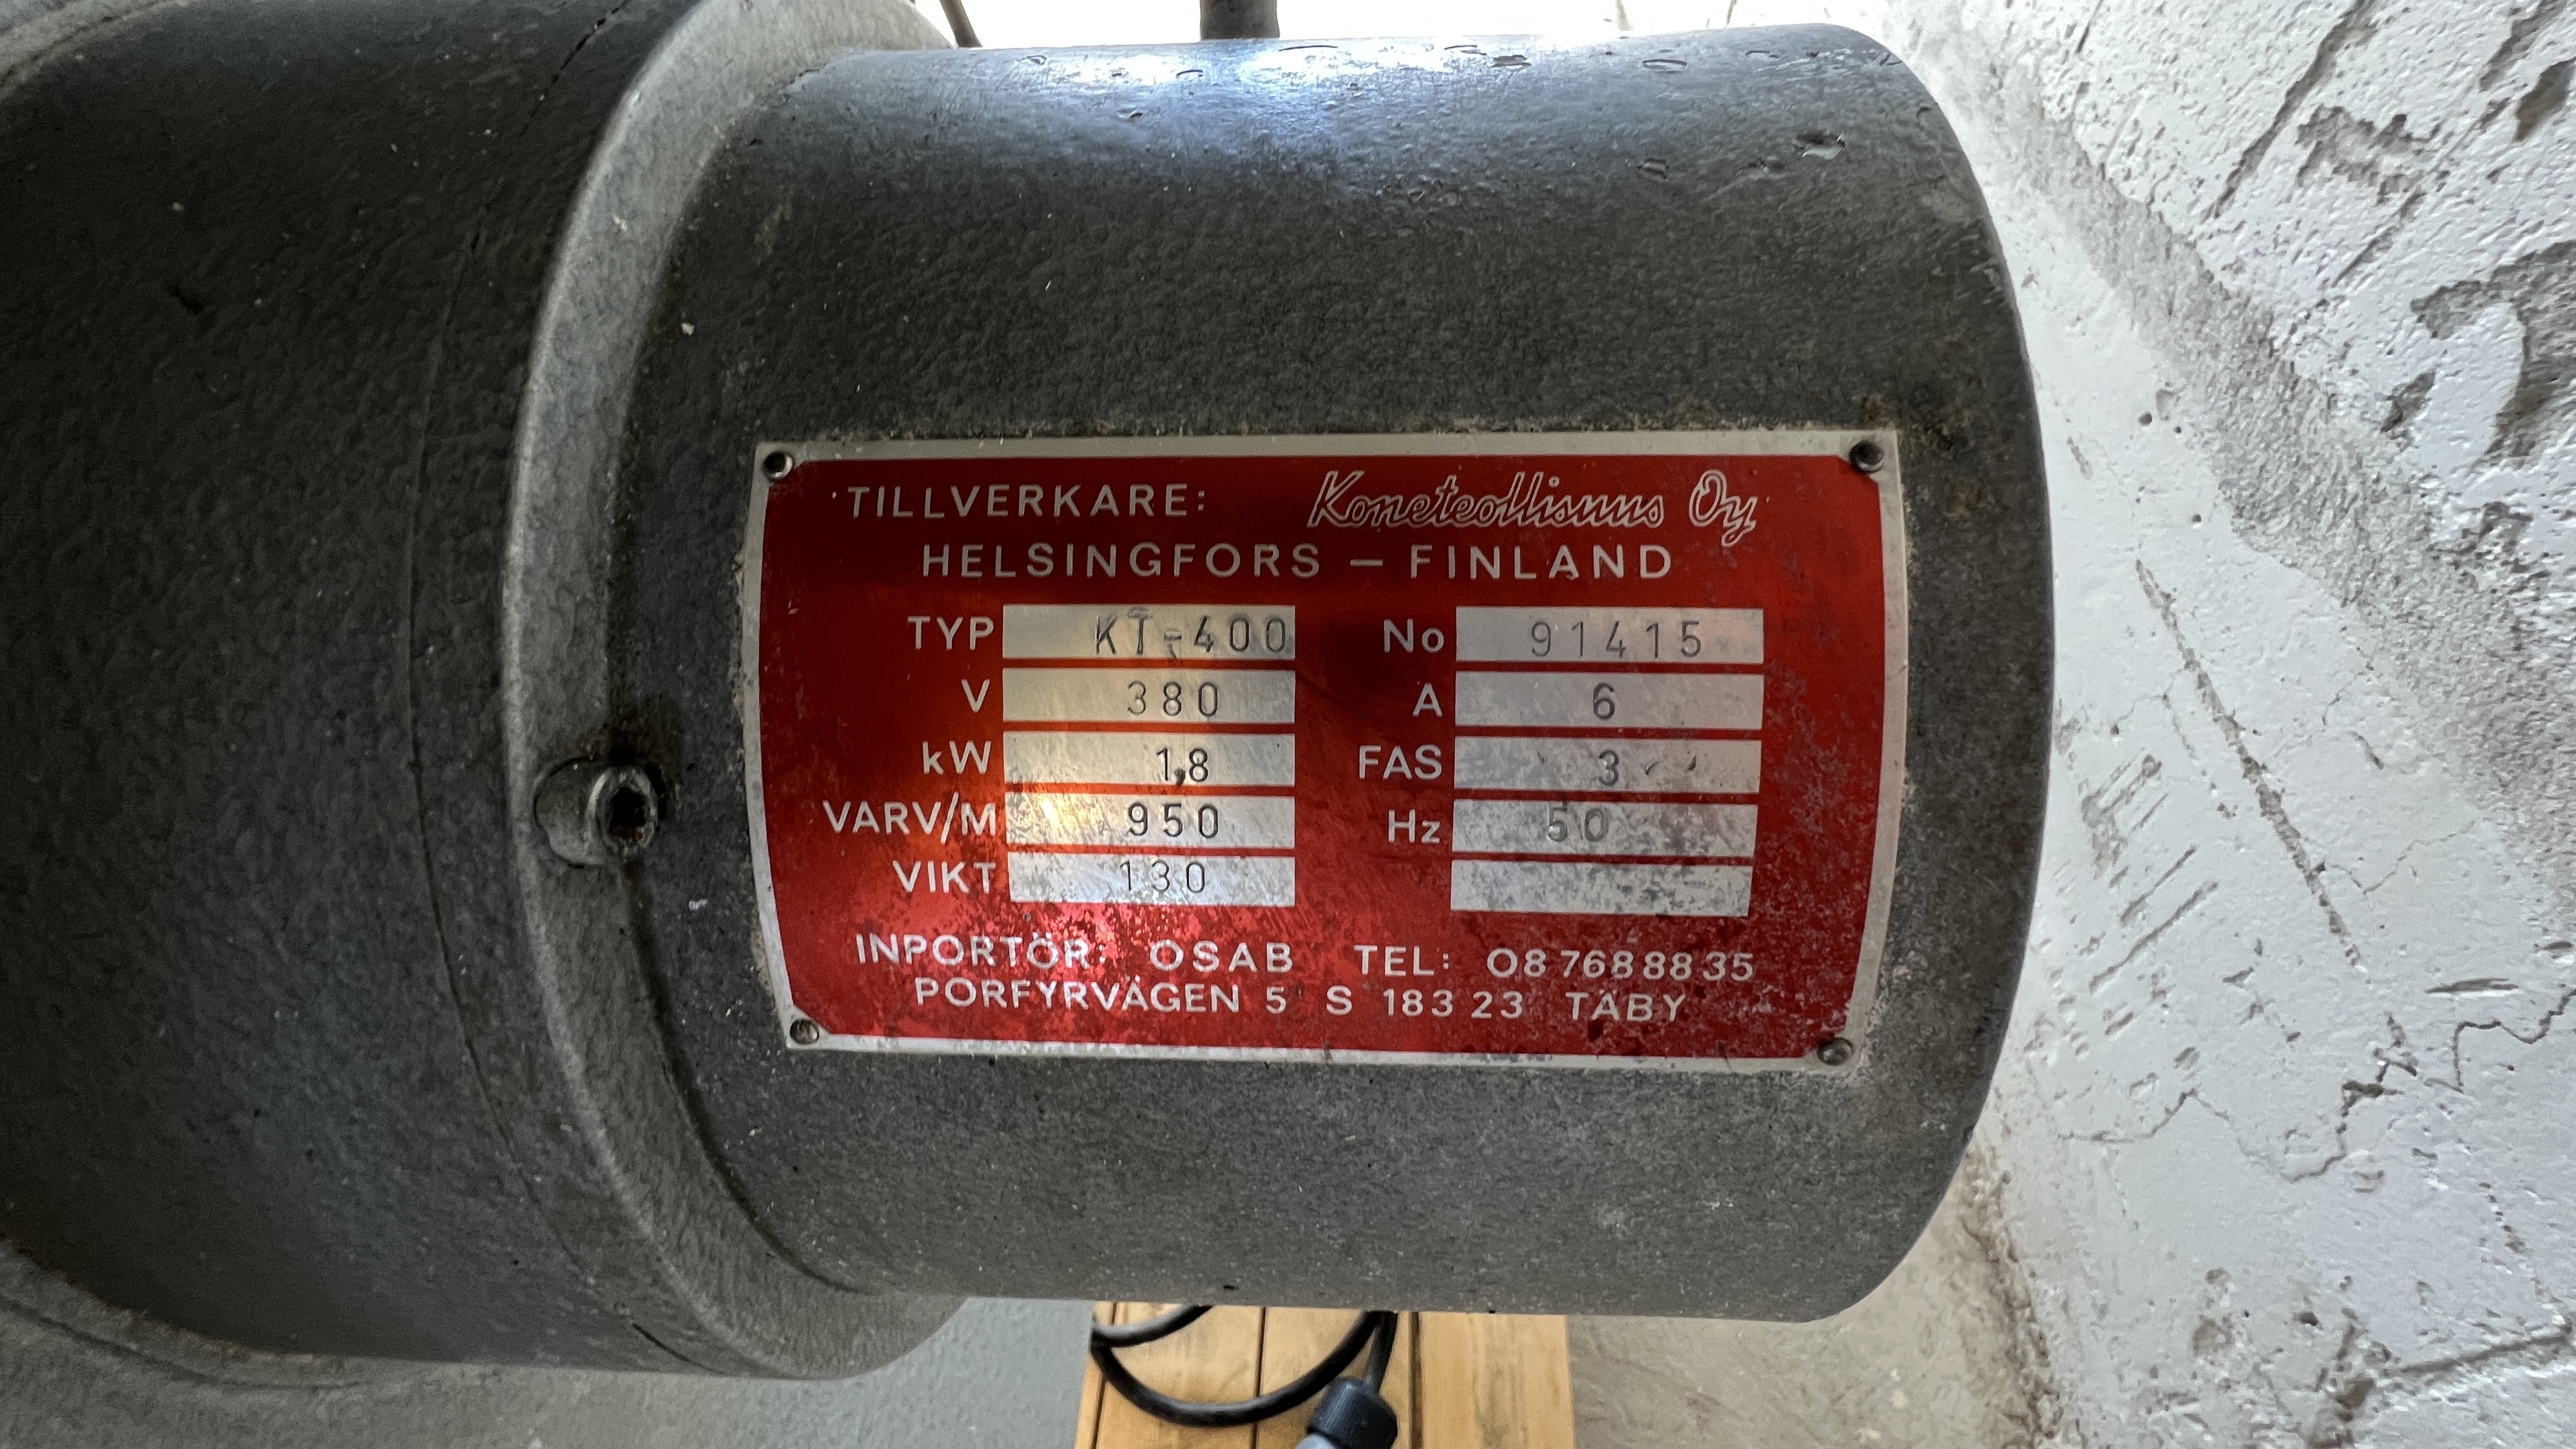 TILLVERKARE: Koneteollisuus Oy
HELSINGFORS — FINLAND
TYP KT-400 No 91415
V 380 A 6
kW 1,8 FAS 3
VARV/M 950 Hz 50
VIKT 130
INPORTÖR: OSAB TEL: 08 768 88 35
PORFYRVÄGEN 5 S 183 23 TÄBY